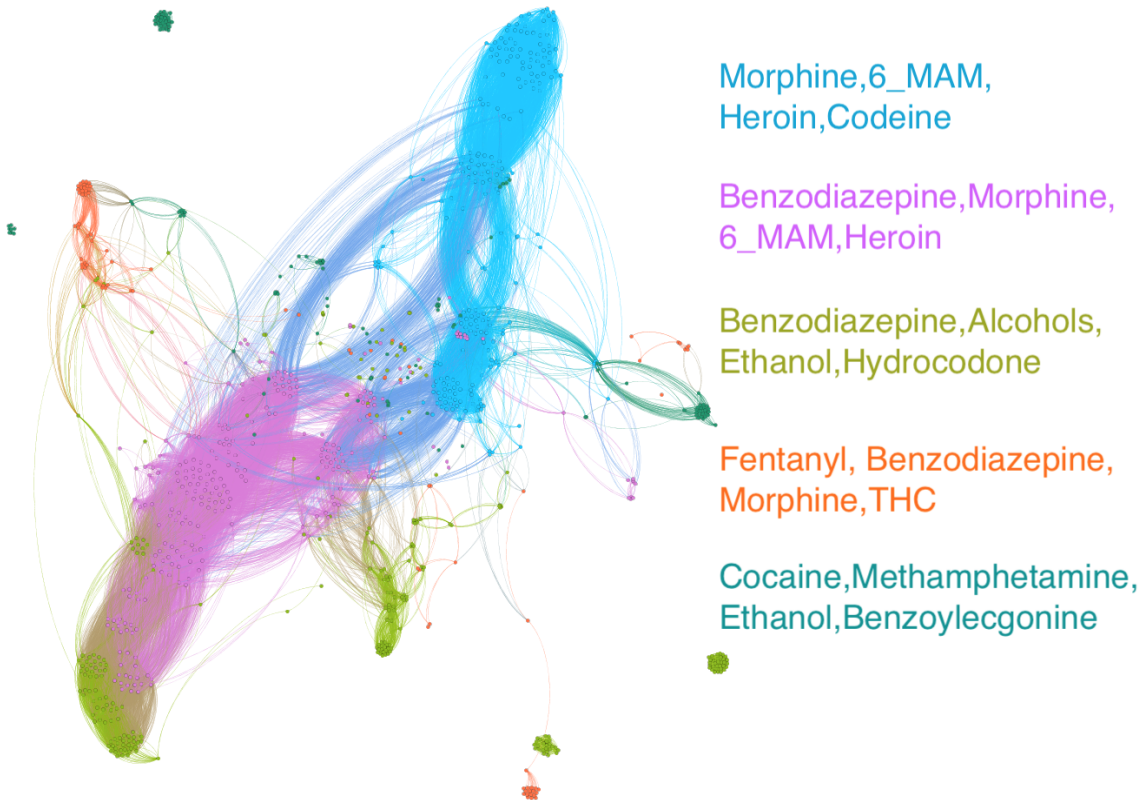 Morphine,6_MAM,
Heroin,Codeine
Benzodiazepine,Morphine,
6_MAM,Heroin
Benzodiazepine,Alcohols,
Ethanol,Hydrocodone
Fentanyl, Benzodiazepine,
Morphine,THC
Cocaine,Methamphetamine,
Ethanol,Benzoylecgonine